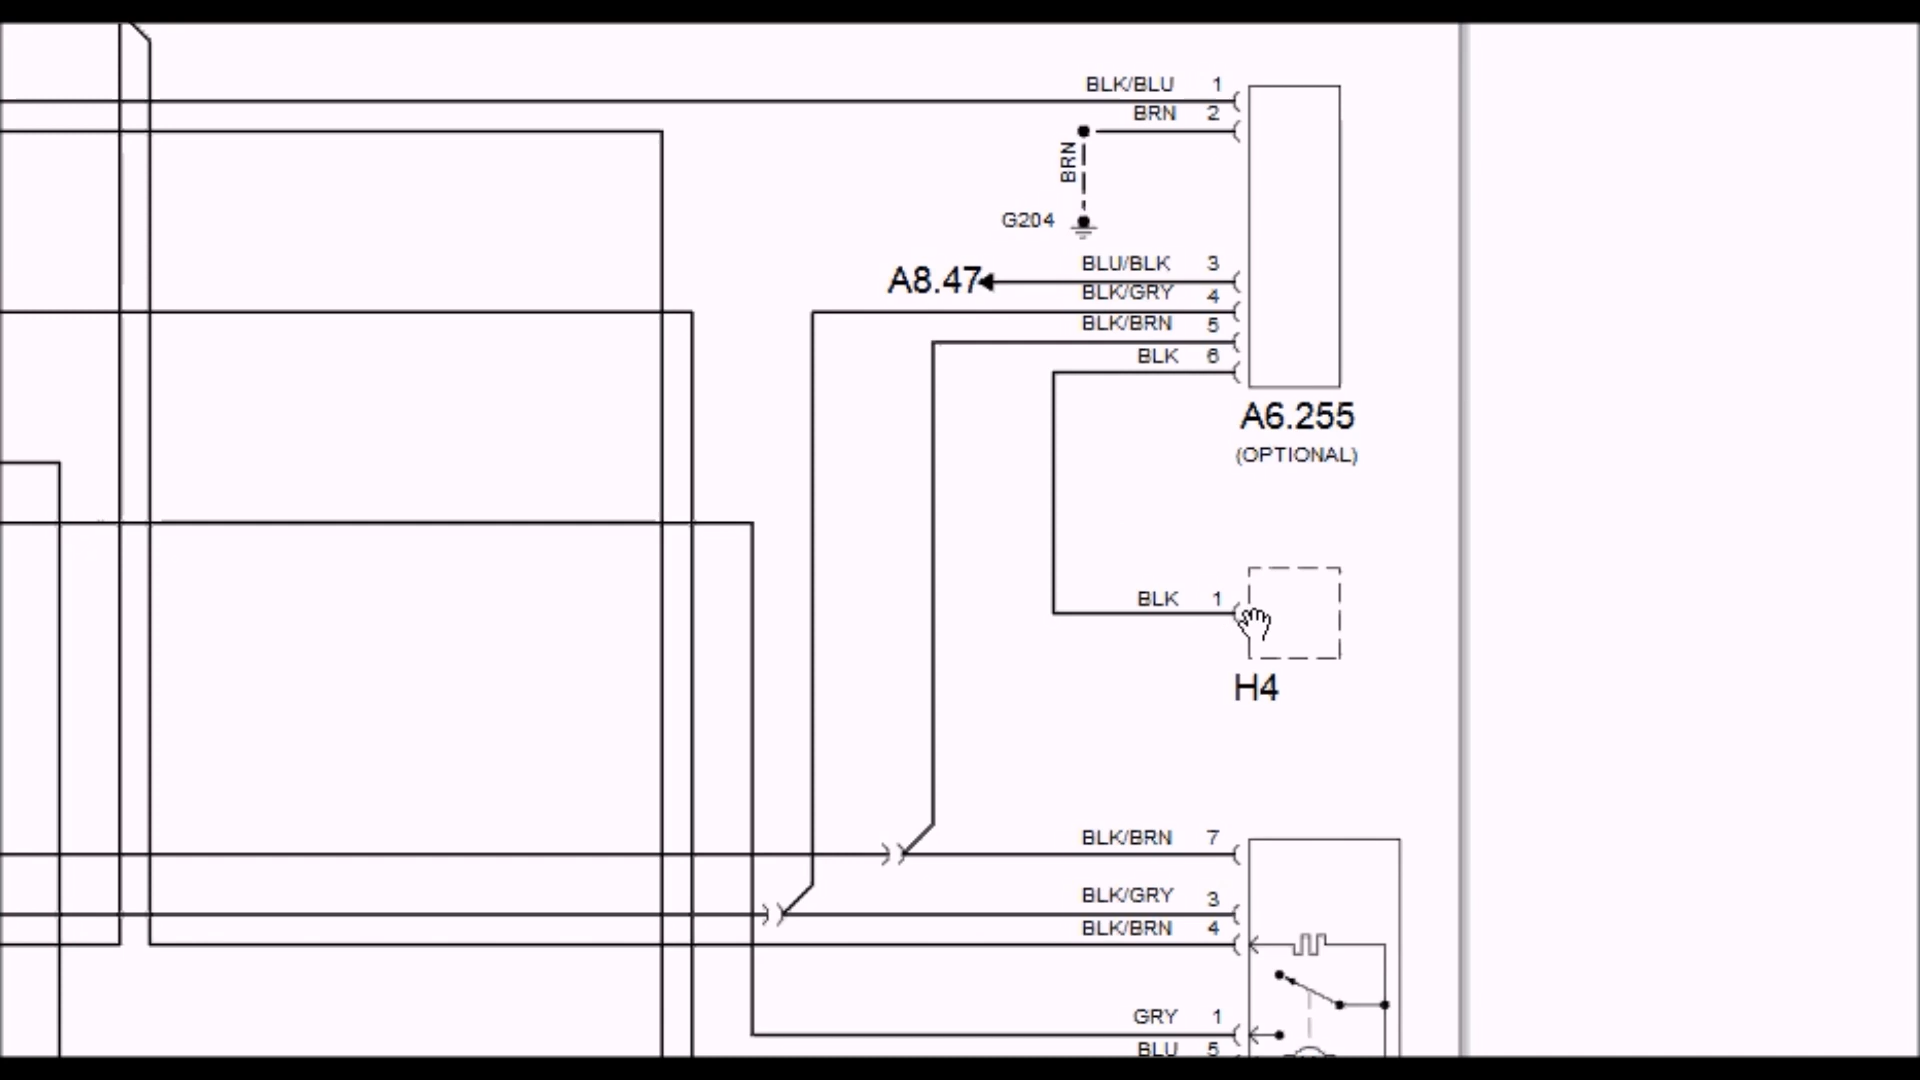 BLK/BLU 1
BRN 2
BRN
G204
BLU/BLK 3
A8.47
BLK/GRY 4
BLK/BRN 5
BLK 6
A6.255
(OPTIONAL)
BLK 1
H4
BLK/BRN 7
BLK/GRY 3
BLK/BRN 4
GRY 1
BLU 5